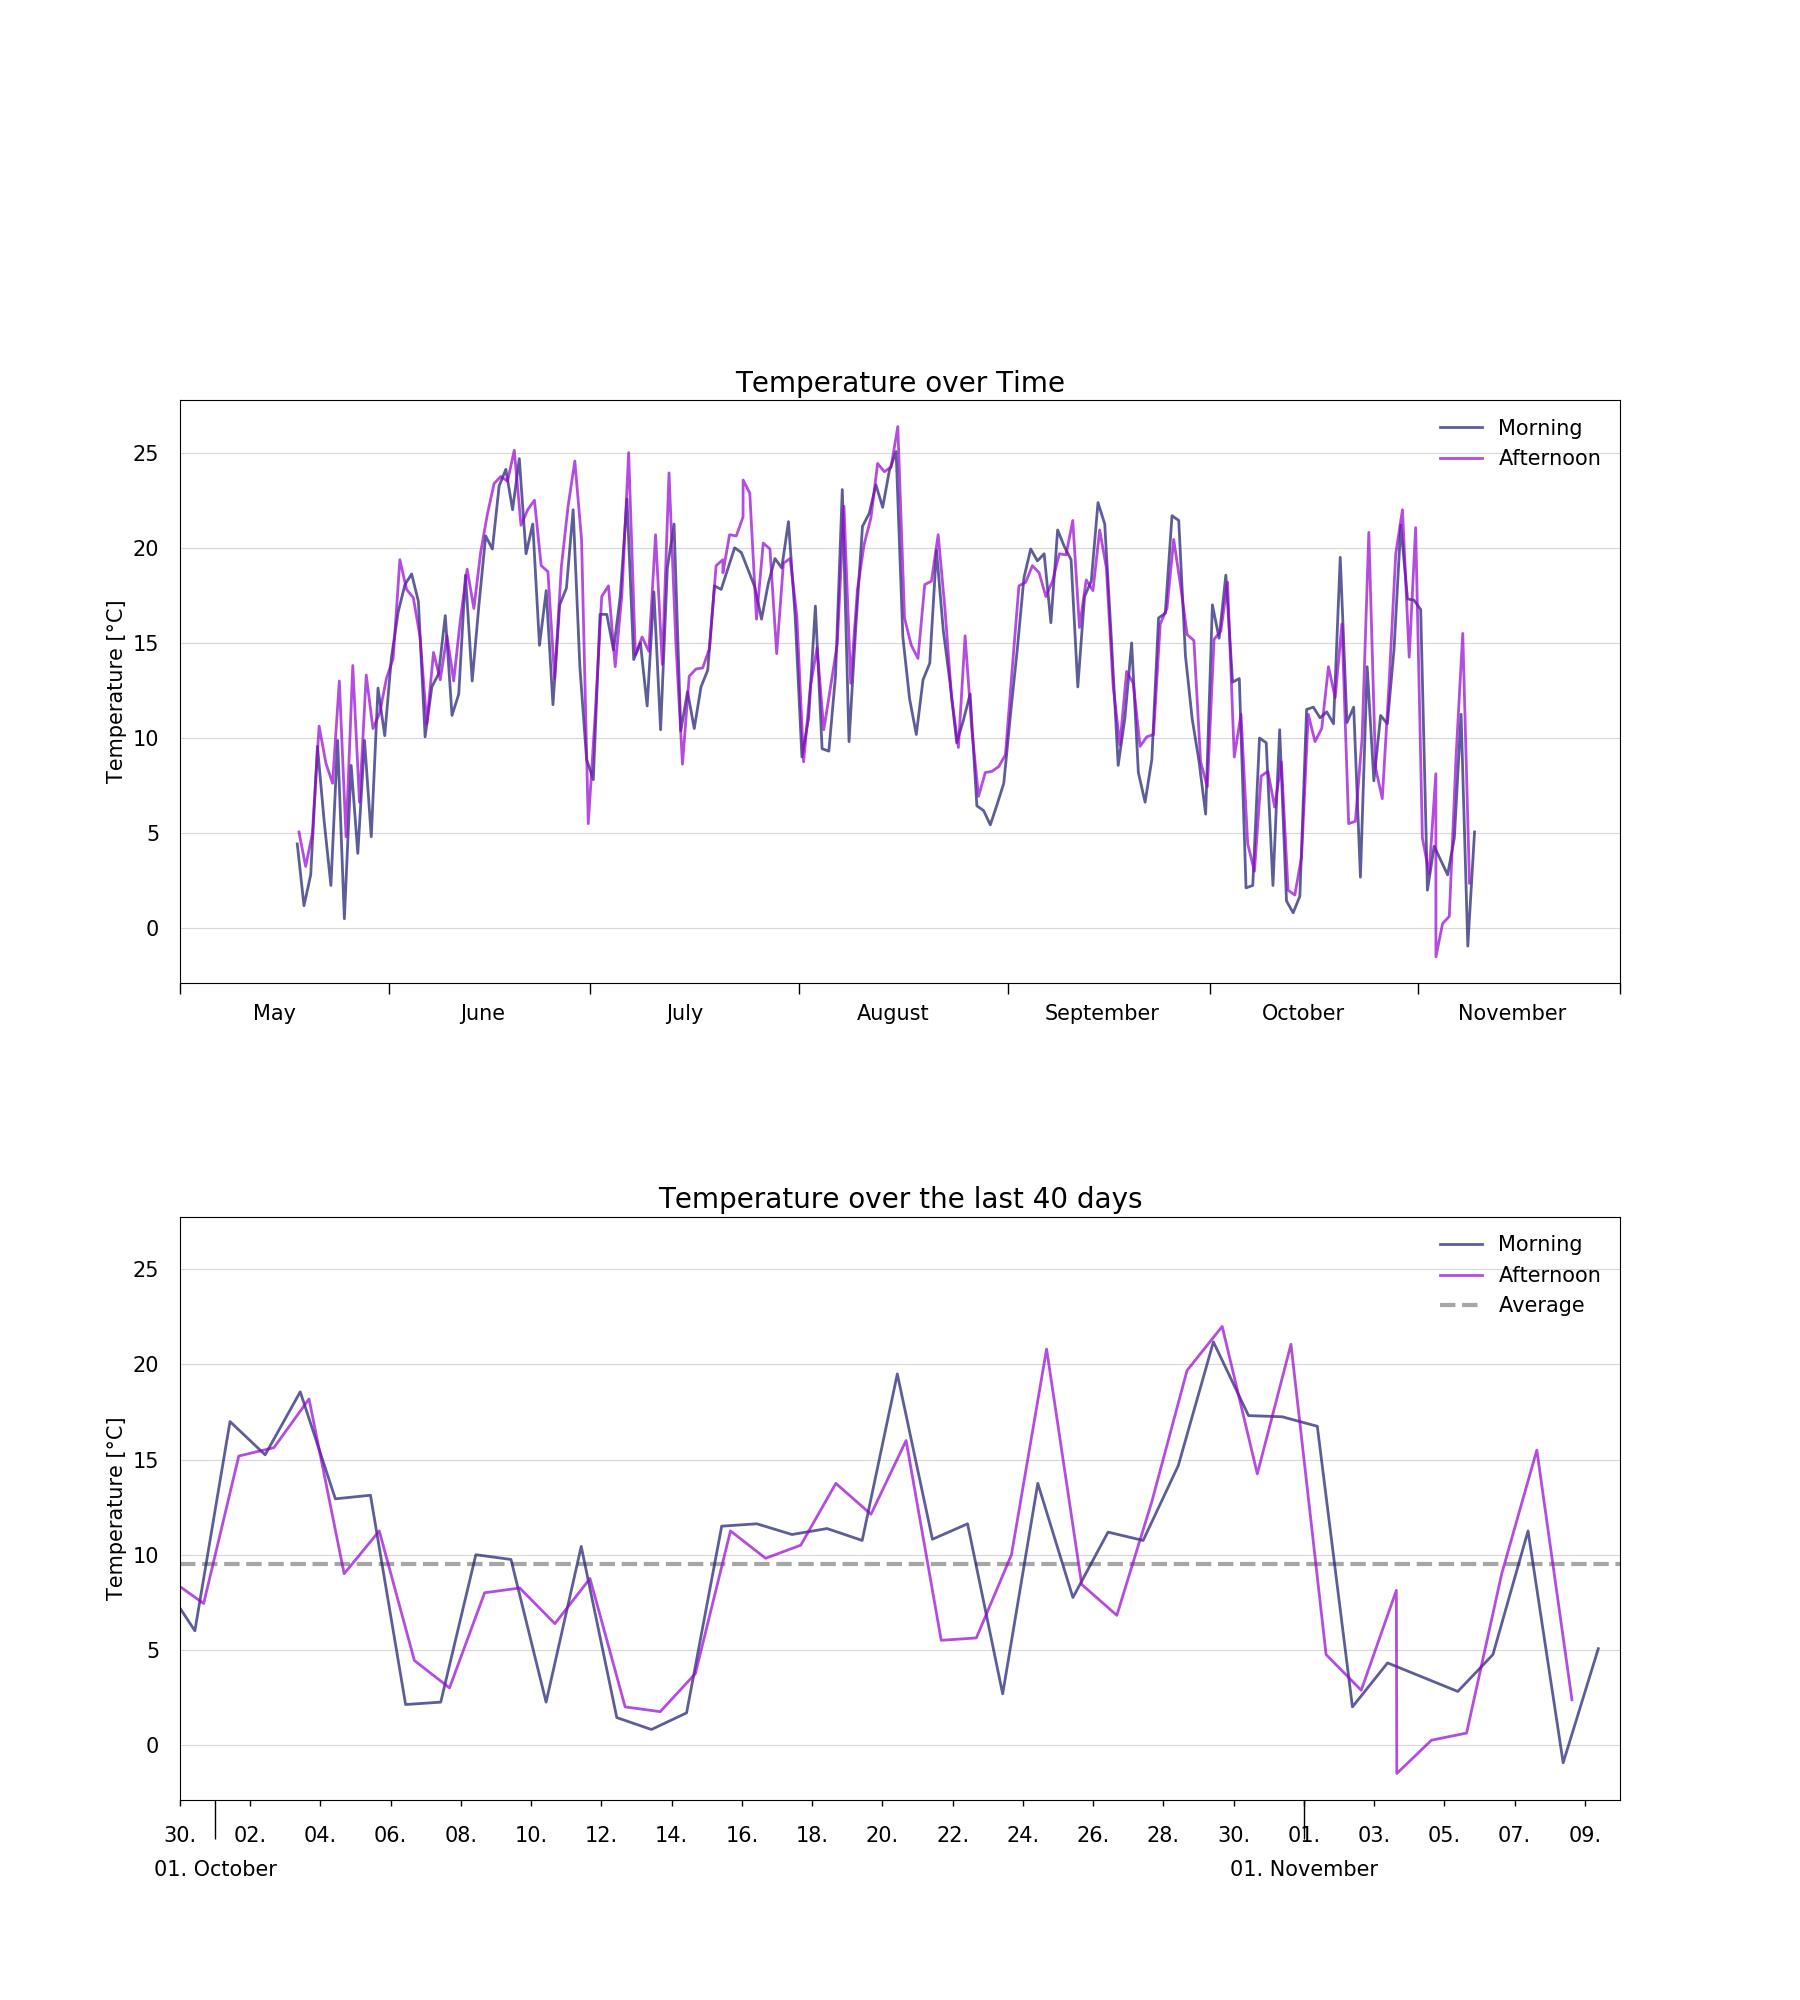 Temperature over Time
Morning
Afternoon
25
20
15
10
5
0
Temperature [°C]
May June July August September October November
Temperature over the last 40 days
Morning
Afternoon
Average
25
20
15
10
5
0
Temperature [°C]
30. 02. 04. 06. 08. 10. 12. 14. 16. 18. 20. 22. 24. 26. 28. 30. 01. 03. 05. 07. 09.
01. October 01. November